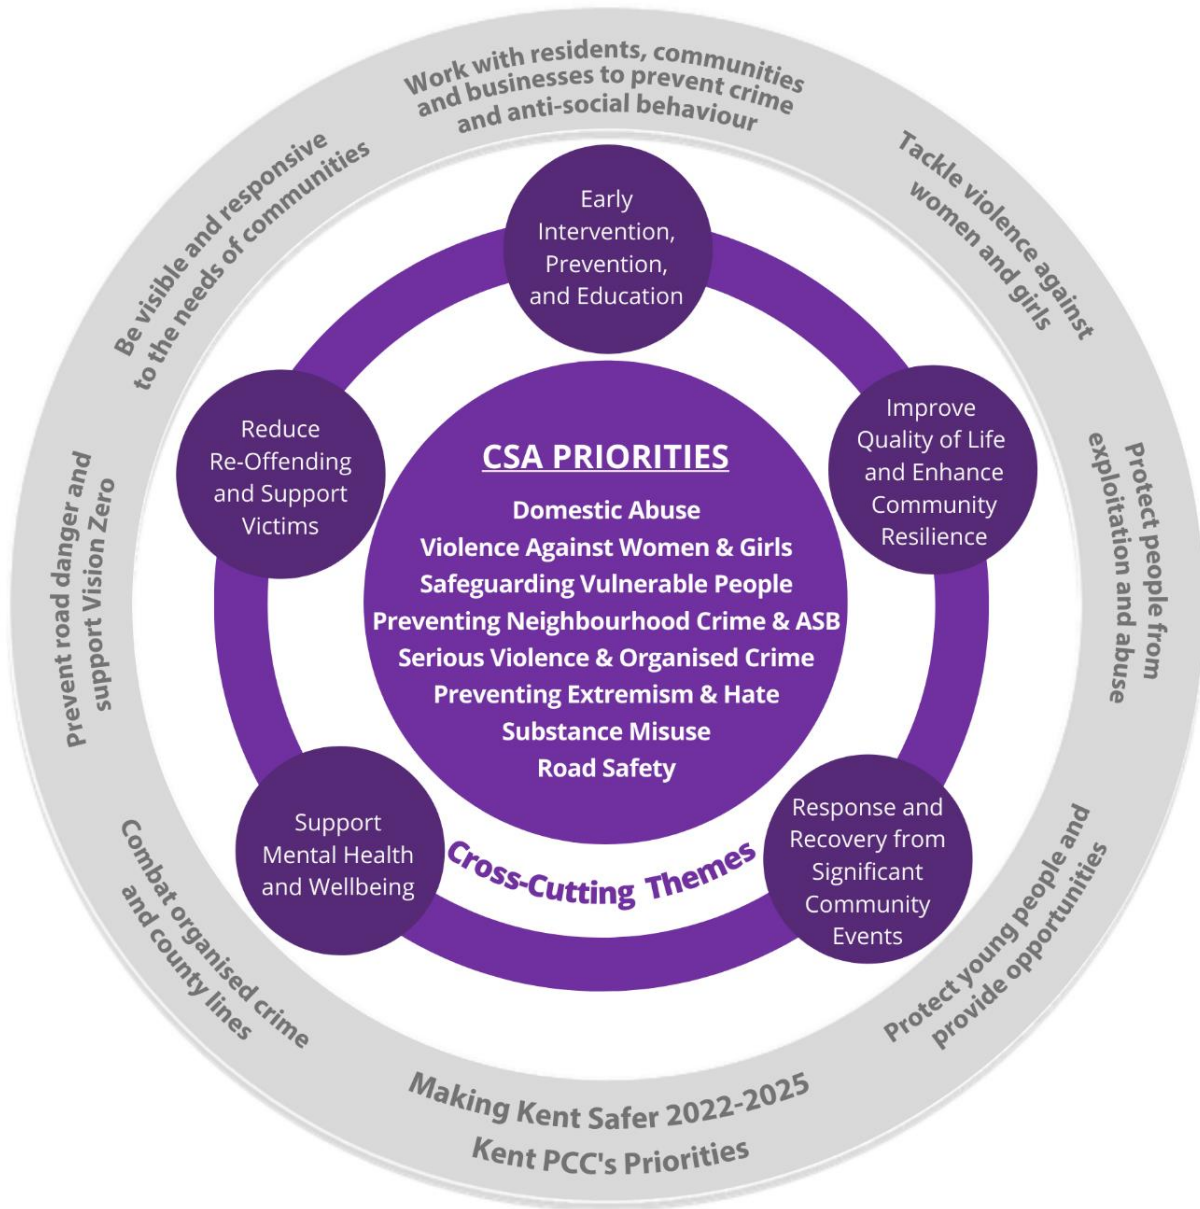 Work with residents, communities
and businesses to prevent crime
and anti-social behaviour
Tackle violence against
women and girls
Protect people from
exploitation and abuse
Protect young people and
provide opportunities
Making Kent Safer 2022-2025
Kent PCC's Priorities
Combat organised crime
and county lines
Prevent road danger and
support Vision Zero
Be visible and responsive
to the needs of communities
Early
Intervention,
Prevention,
and Education
Improve
Quality of Life
and Enhance
Community
Resilience
Response and
Recovery from
Significant
Community
Events
Support
Mental Health
and Wellbeing
Reduce
Re-Offending
and Support
Victims
CSA PRIORITIES
Domestic Abuse
Violence Against Women & Girls
Safeguarding Vulnerable People
Preventing Neighbourhood Crime & ASB
Serious Violence & Organised Crime
Preventing Extremism & Hate
Substance Misuse
Road Safety
Cross-Cutting Themes